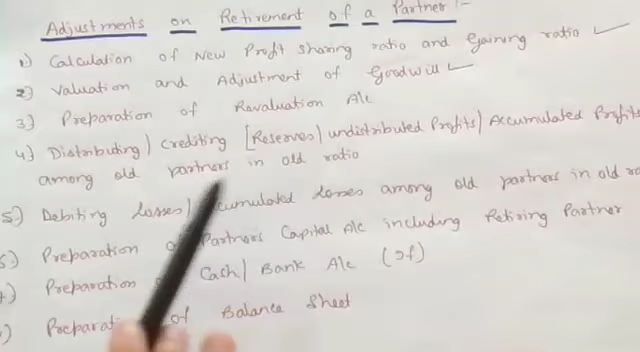 Adjustments on Retirement of a Partner :-
1) Calculation of New Profit sharing ratio and Gaining ratio
2) Valuation and Adjustment of Goodwill
3) Preparation of Revaluation A/c
4) Distributing/crediting [Reserves/undistributed Profits/Accumulated Profits
among old partners in old ratio
5) Debiting losses/ cumulated losses among old partners in old ra
6) Preparation Partners Capital A/c including Retiring Partner
7) Preparation Cash/Bank A/c (If)
) Preparat of Balance Sheet